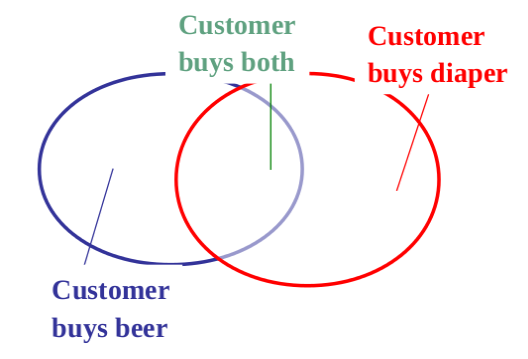 Customer
buys both
Customer
buys diaper
Customer
buys beer